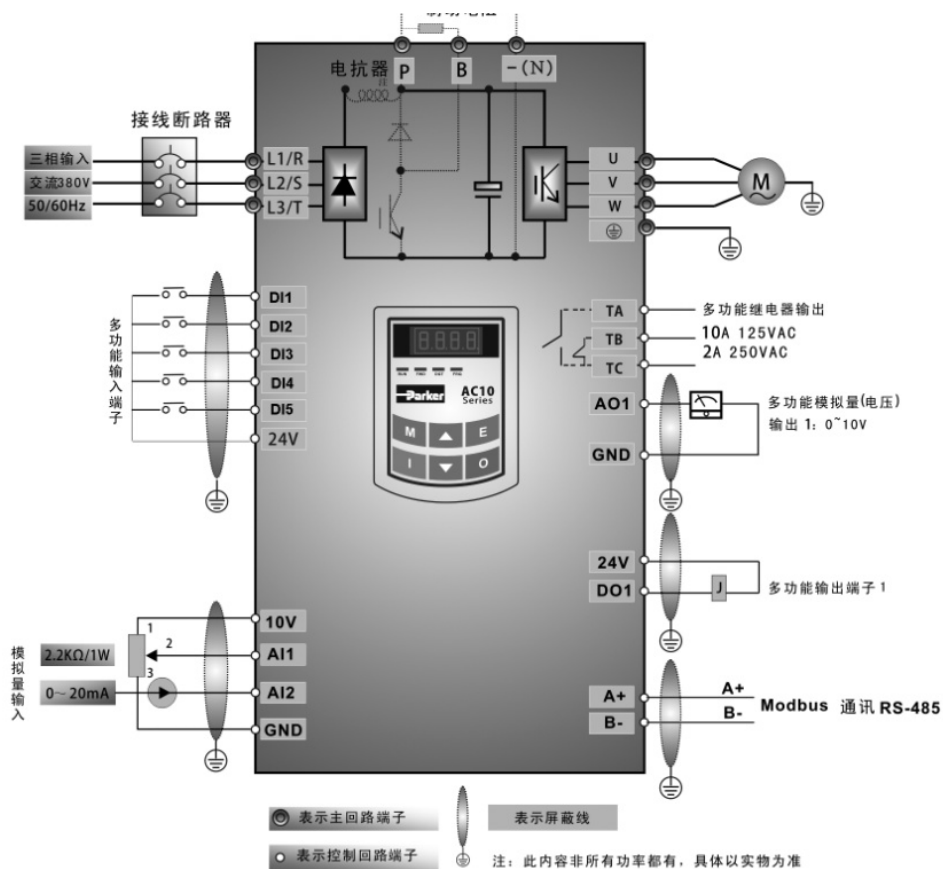 电抗器
注
P
B
-(N)
接线断路器
三相输入
交流380V
50/60Hz
L1/R
L2/S
L3/T
U
V
W
M
多功能输入端子
DI1
DI2
DI3
DI4
DI5
24V
TA
TB
TC
多功能继电器输出
10A 125VAC
2A 250VAC
8.8.8.8
Parker
AC10
Series
M
E
I
O
AO1
GND
多功能模拟量(电压)
输出 1: 0~10V
24V
DO1
J
多功能输出端子 1
模拟量输入
2.2KΩ/1W
0~20mA
1
2
3
10V
AI1
AI2
GND
A+
B-
A+
B-
Modbus 通讯 RS-485
表示主回路端子
表示屏蔽线
表示控制回路端子
注: 此内容非所有功率都有, 具体以实物为准